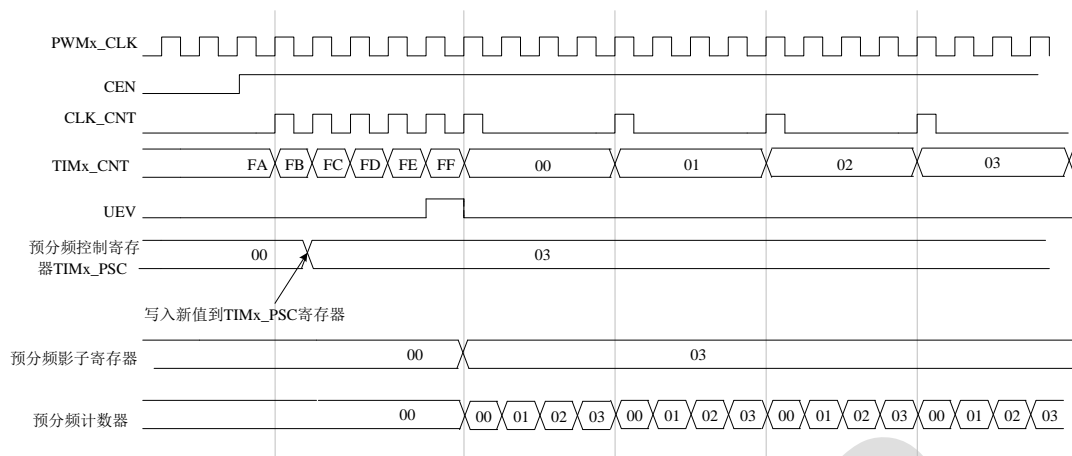 PWMx_CLK
CEN
CLK_CNT
TIMx_CNT FA FB FC FD FE FF 00 01 02 03
UEV
预分频控制寄存
器TIMx_PSC 00 03
写入新值到TIMx_PSC寄存器
预分频影子寄存器 00 03
预分频计数器 00 00 01 02 03 00 01 02 03 00 01 02 03 00 01 02 03